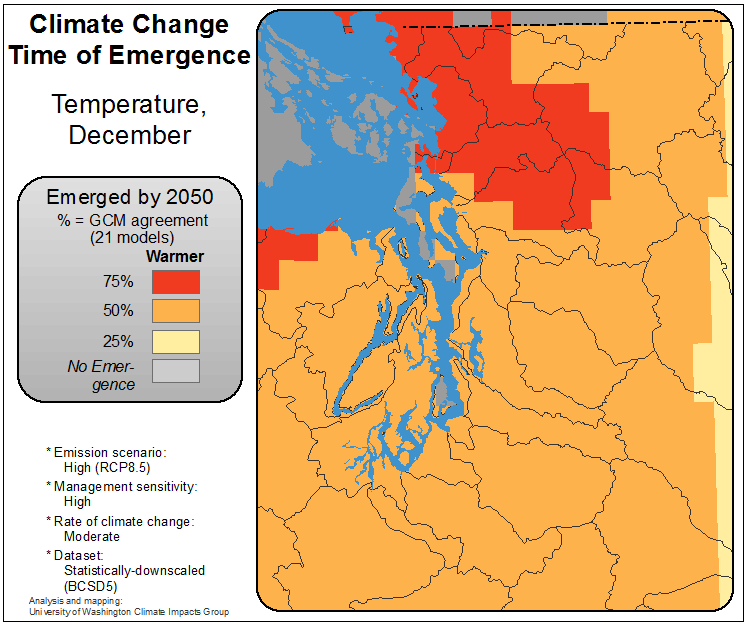 Climate Change
Time of Emergence
Temperature,
December
Emerged by 2050
% = GCM agreement
(21 models)
Warmer
75%
50%
25%
No Emer-
gence
* Emission scenario:
High (RCP8.5)
* Management sensitivity:
High
* Rate of climate change:
Moderate
* Dataset:
Statistically-downscaled
(BCSD5)
Analysis and mapping:
University of Washington Climate Impacts Group